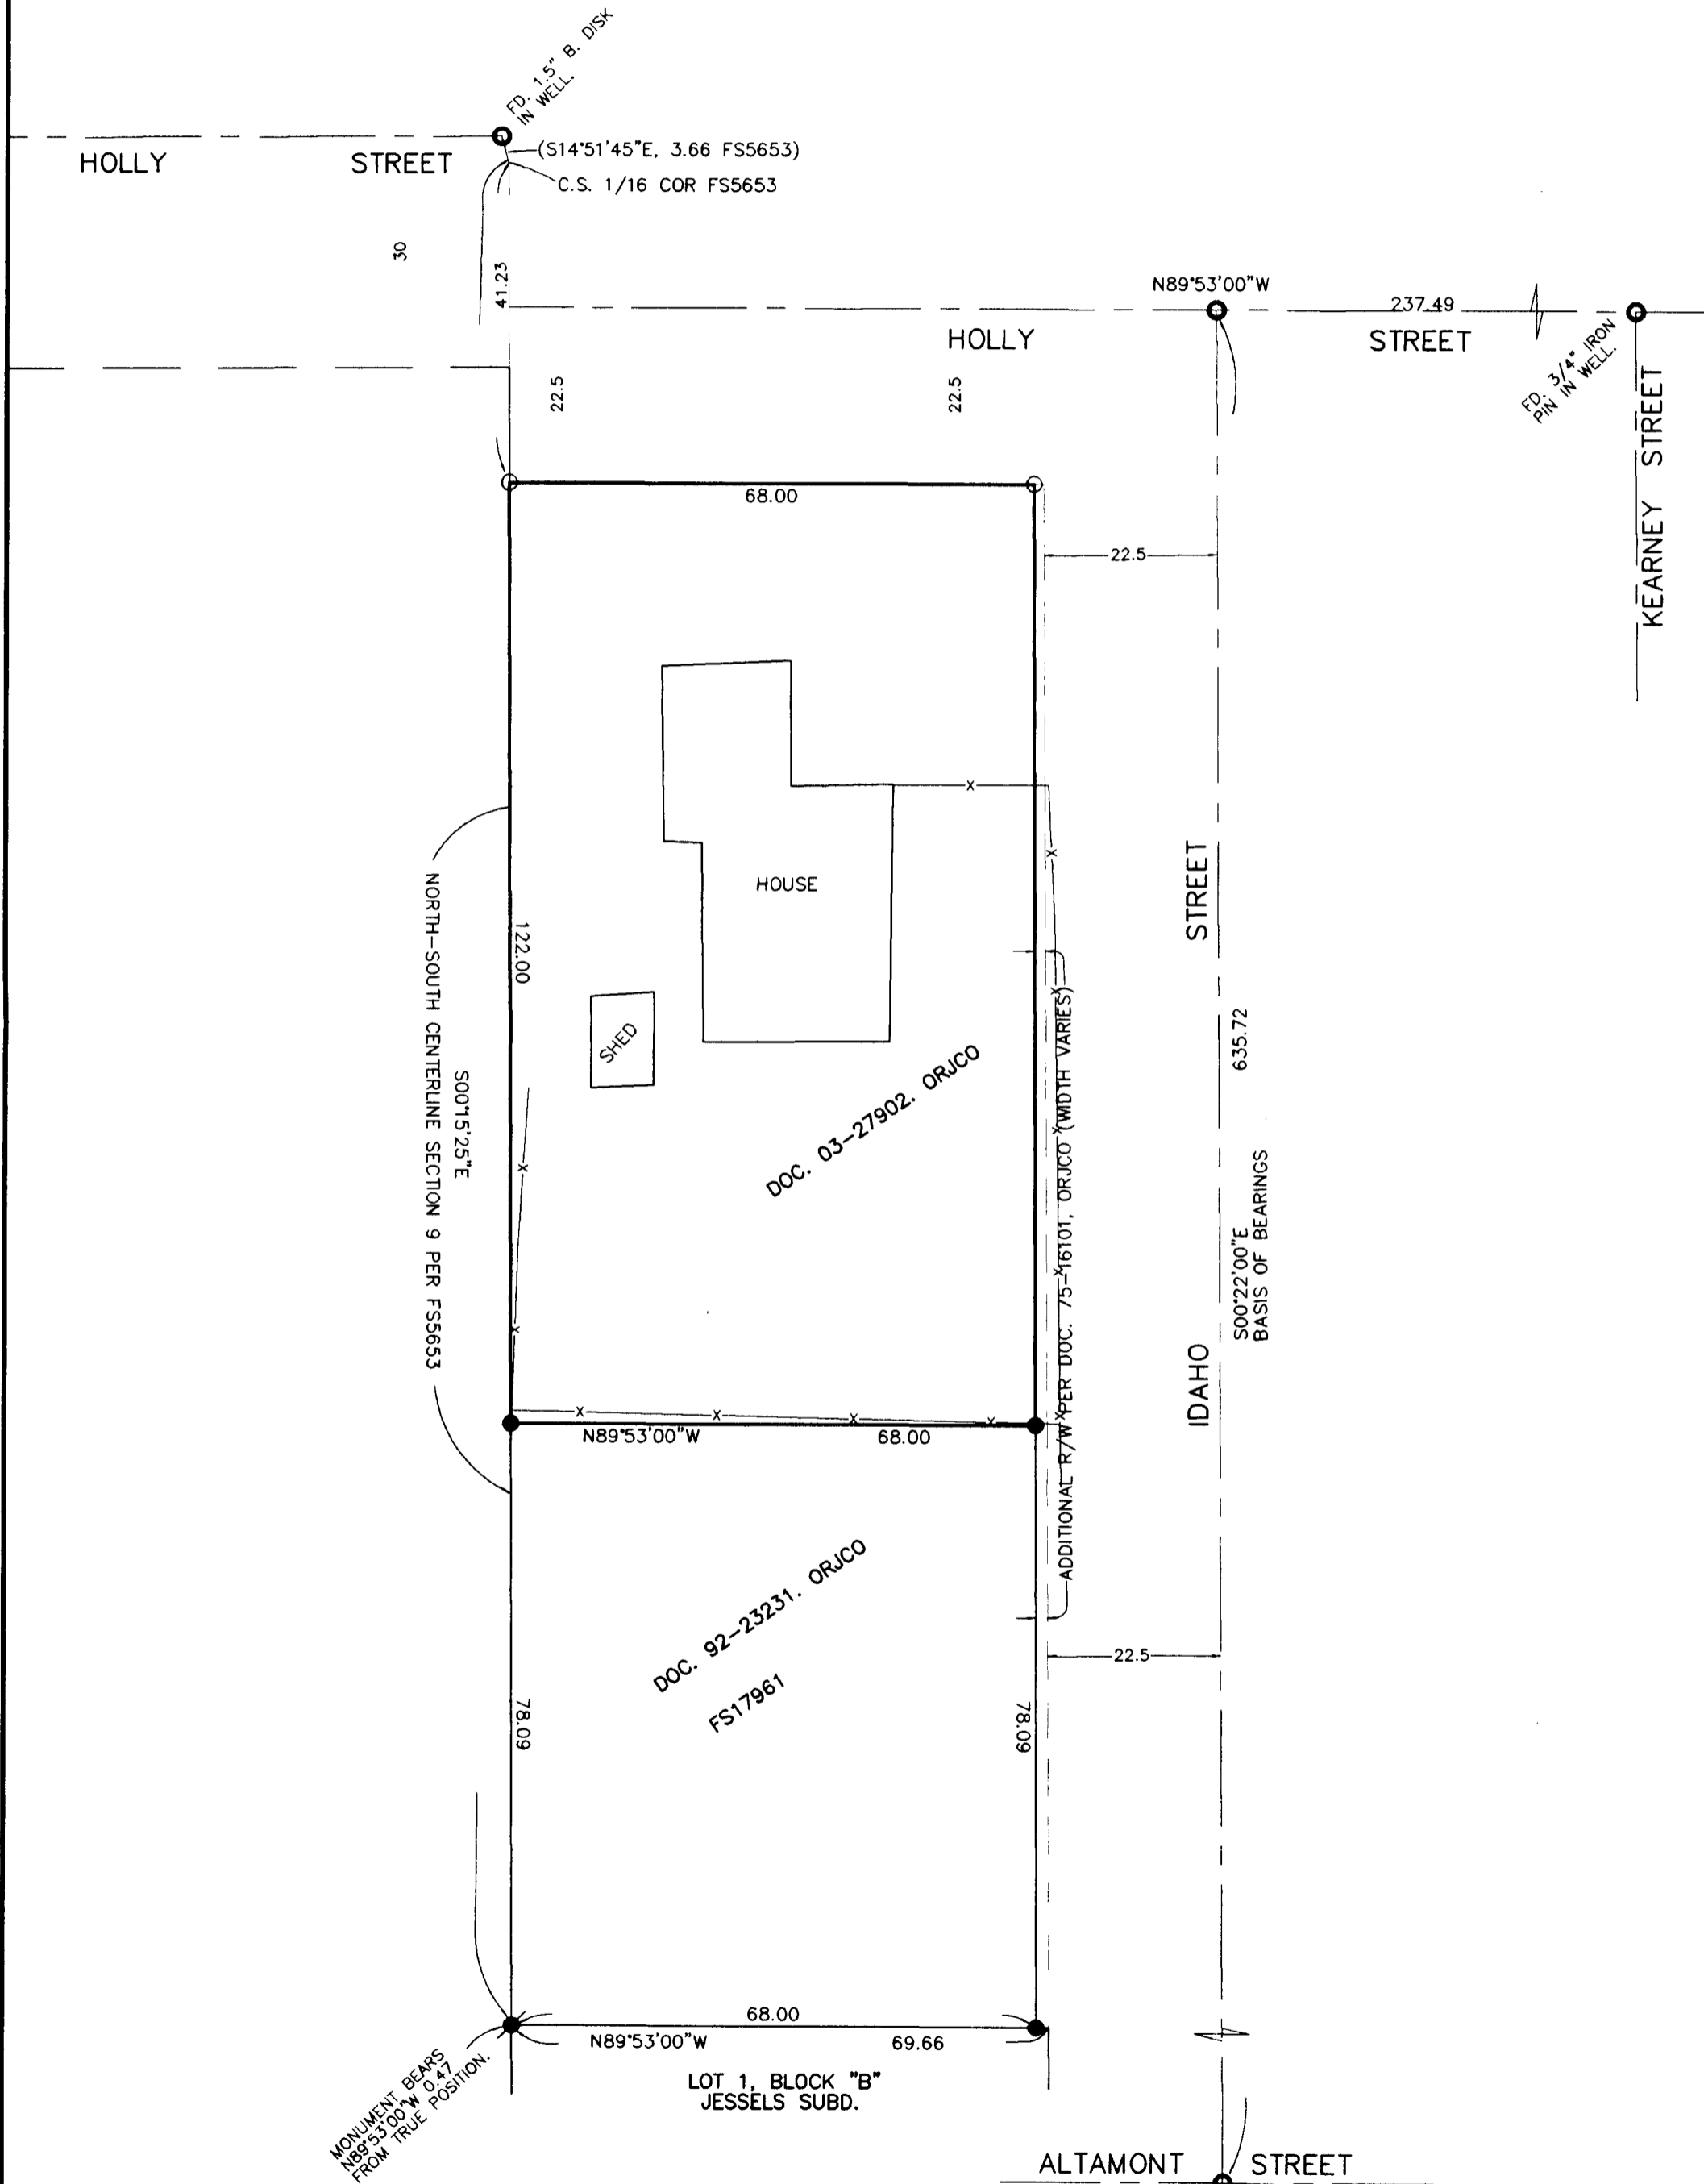 FD. 1.5" B. DISK
IN WELL.
(S14°51'45"E, 3.66 FS5653)
HOLLY STREET
C.S. 1/16 COR FS5653
30
41.23
N89°53'00"W
237.49
HOLLY STREET
FD. 3/4" IRON
PIN IN WELL.
KEARNEY STREET
22.5
22.5
68.00
22.5
HOUSE
STREET
122.00
NORTH-SOUTH CENTERLINE SECTION 9 PER FS5653
S00°15'25"E
SHED
DOC. 03-27902. ORJCO
ADDITIONAL R/W PER DOC. 75-16101, ORJCO (WIDTH VARIES)
635.72
S00°22'00"E
BASIS OF BEARINGS
IDAHO
N89°53'00"W 68.00
DOC. 92-23231. ORJCO
FS17961
22.5
78.09
78.09
68.00
N89°53'00"W 69.66
MONUMENT BEARS
N89°53'00"W 0.47
FROM TRUE POSITION.
LOT 1, BLOCK "B"
JESSELS SUBD.
ALTAMONT STREET